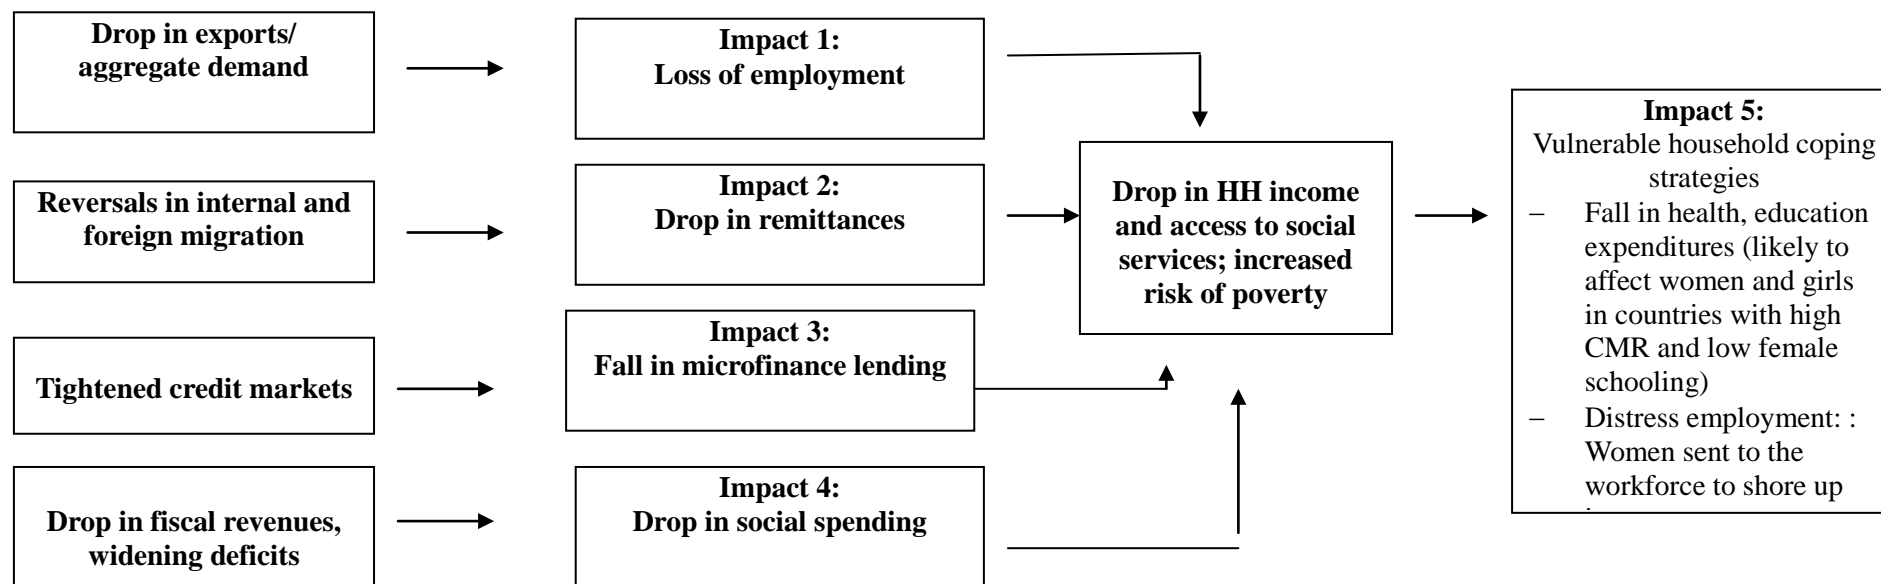 Drop in exports/
aggregate demand
Impact 1:
Loss of employment
Reversals in internal and
foreign migration
Impact 2:
Drop in remittances
Tightened credit markets
Impact 3:
Fall in microfinance lending
Drop in fiscal revenues,
widening deficits
Impact 4:
Drop in social spending
Drop in HH income
and access to social
services; increased
risk of poverty
Impact 5:
Vulnerable household coping
strategies
– Fall in health, education
expenditures (likely to
affect women and girls
in countries with high
CMR and low female
schooling)
– Distress employment: :
Women sent to the
workforce to shore up